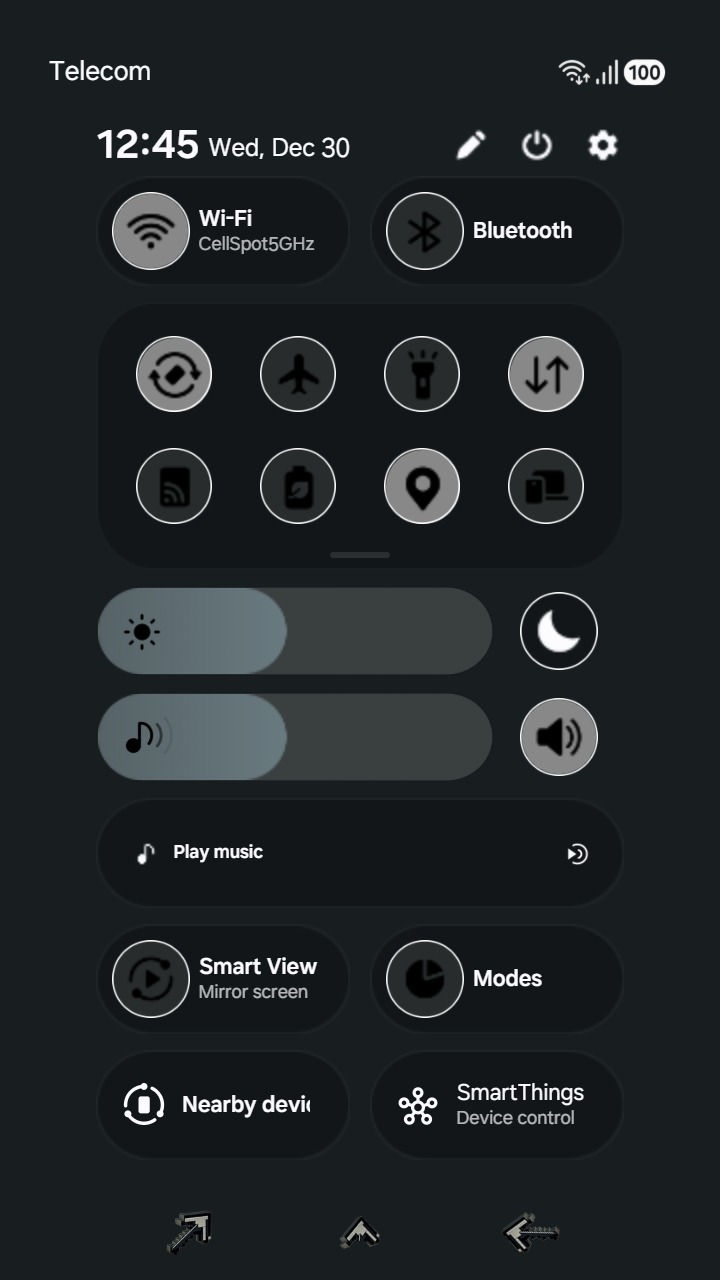 Telecom
100
12:45 Wed, Dec 30
Wi-Fi
CellSpot5GHz
Bluetooth
Play music
Smart View
Mirror screen
Modes
Nearby devi
SmartThings
Device control